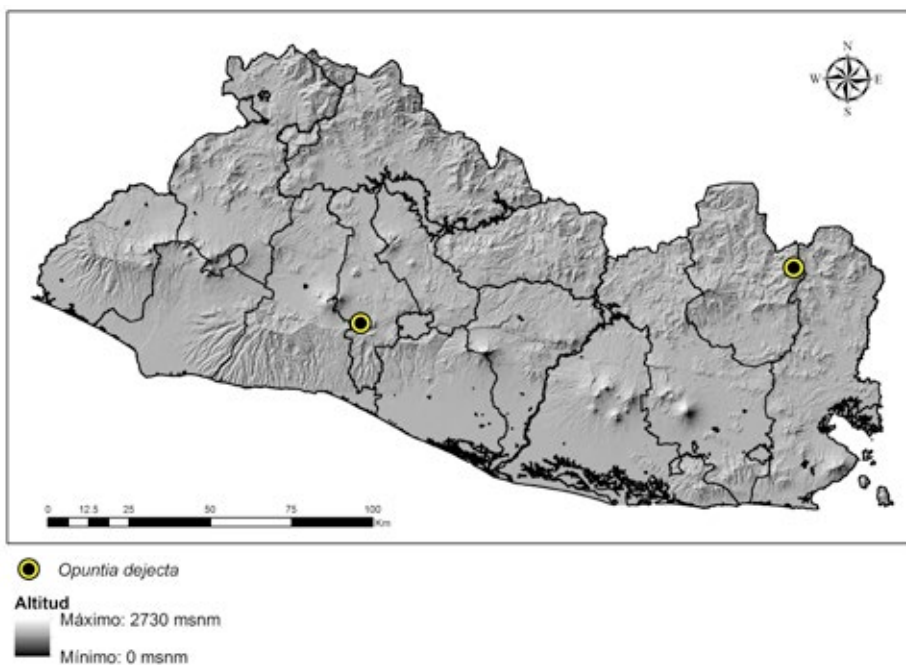 N
W E
S
0 12.5 25 50 75 100
Km
Opuntia dejecta
Altitud
Máximo: 2730 msnm
Mínimo: 0 msnm